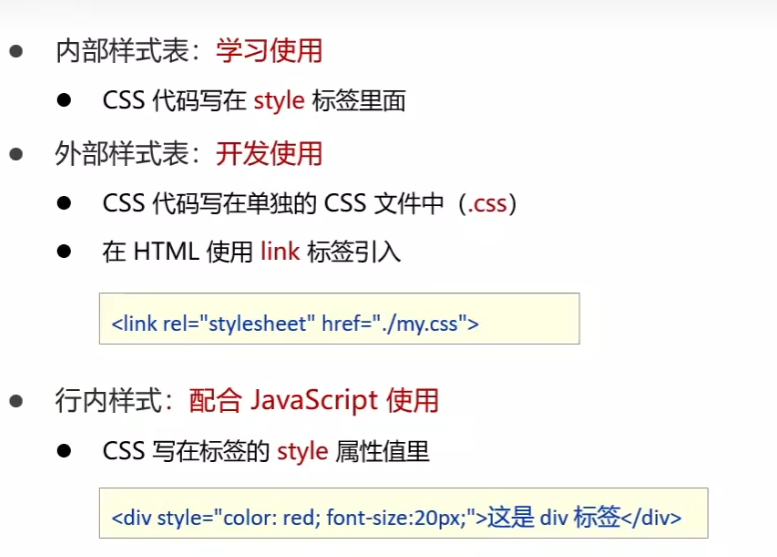 内部样式表：学习使用
CSS 代码写在 style 标签里面
外部样式表：开发使用
CSS 代码写在单独的 CSS 文件中（.css）
在 HTML 使用 link 标签引入
<link rel="stylesheet" href="./my.css">
行内样式：配合 JavaScript 使用
CSS 写在标签的 style 属性值里
<div style="color: red; font-size:20px;">这是 div 标签</div>